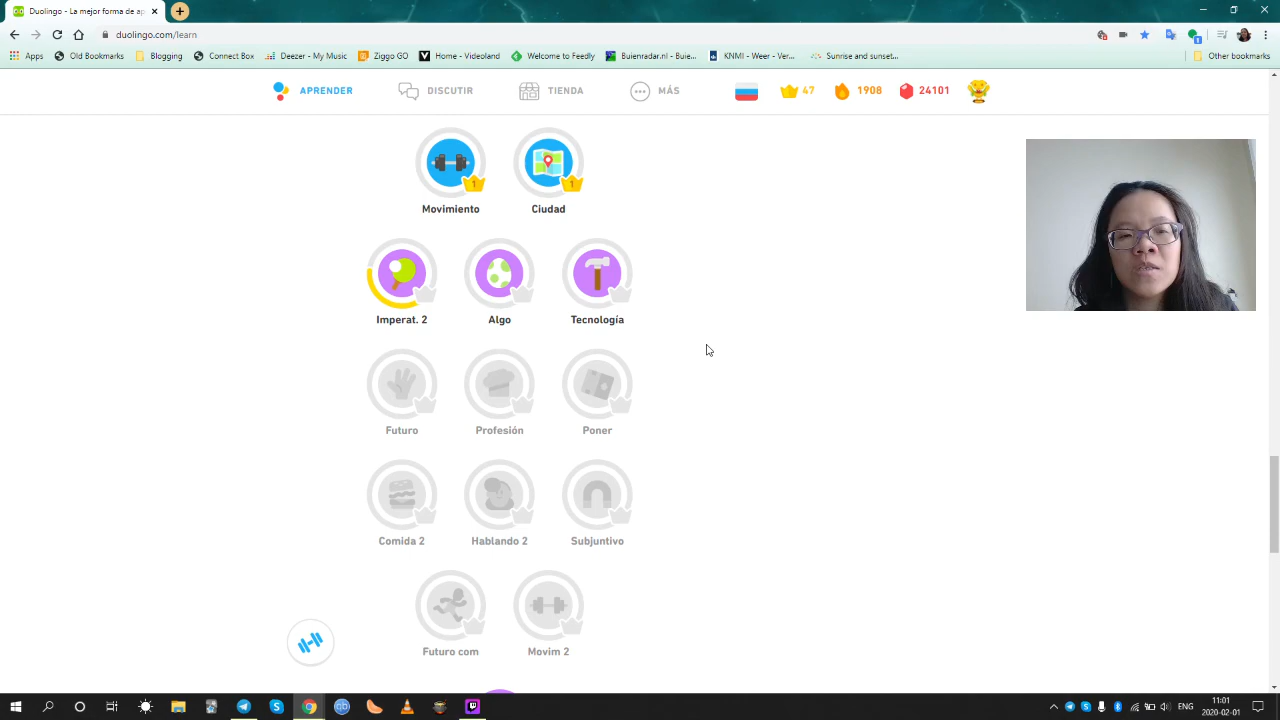 Duolingo - La mejor forma de ap
duolingo.com/learn
Apps
Old Bookmarks
Blogging
Connect Box
Deezer - My Music
Ziggo GO
Home - Videoland
Welcome to Feedly
Buienradar.nl - Buie...
KNMI - Weer - Ver...
Sunrise and sunset...
Other bookmarks
APRENDER
DISCUTIR
TIENDA
MÁS
47
1908
24101
1
1
Movimiento
Ciudad
Imperat. 2
Algo
Tecnología
Futuro
Profesión
Poner
Comida 2
Hablando 2
Subjuntivo
Futuro com
Movim 2
ENG
11:01
2020-02-01